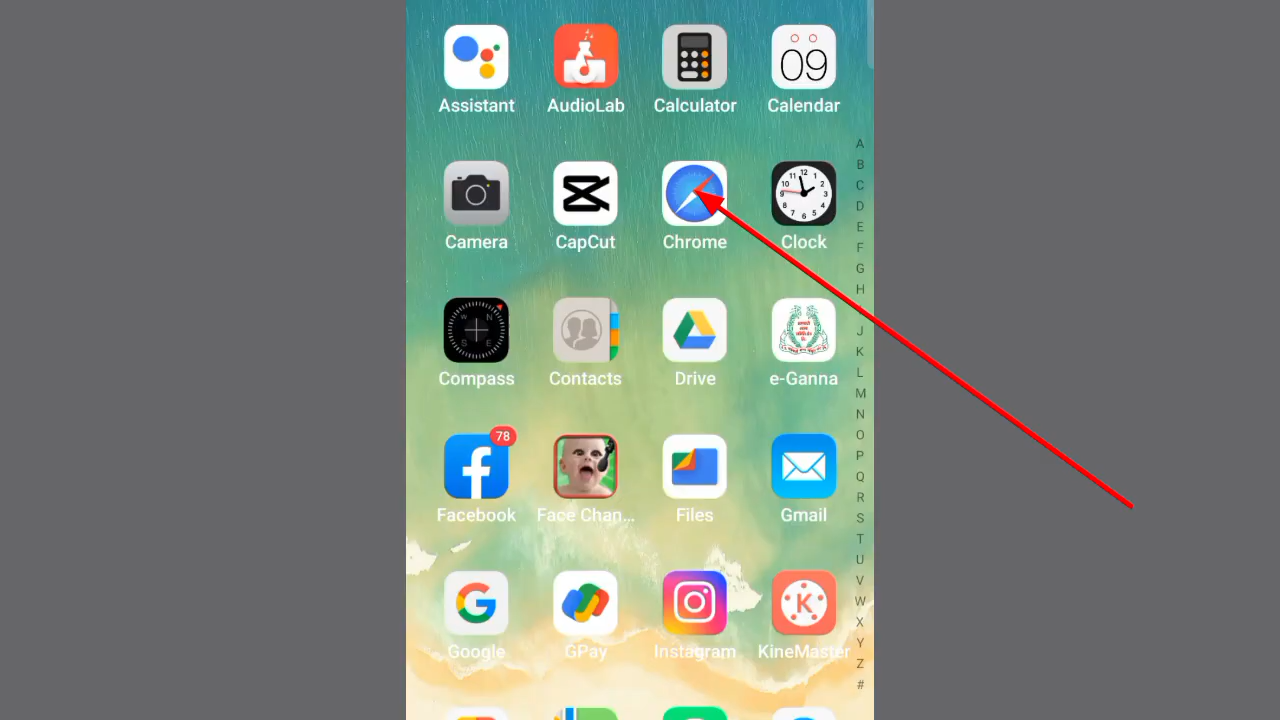 09
Assistant
AudioLab
Calculator
Calendar
Camera
CapCut
Chrome
Clock
Compass
Contacts
Drive
e-Ganna
78
Facebook
Face Chan...
Files
Gmail
Google
GPay
Instagram
K
KineMaster
A
B
C
D
E
F
G
H
J
K
L
M
N
O
P
Q
R
S
T
U
V
W
X
Y
Z
#